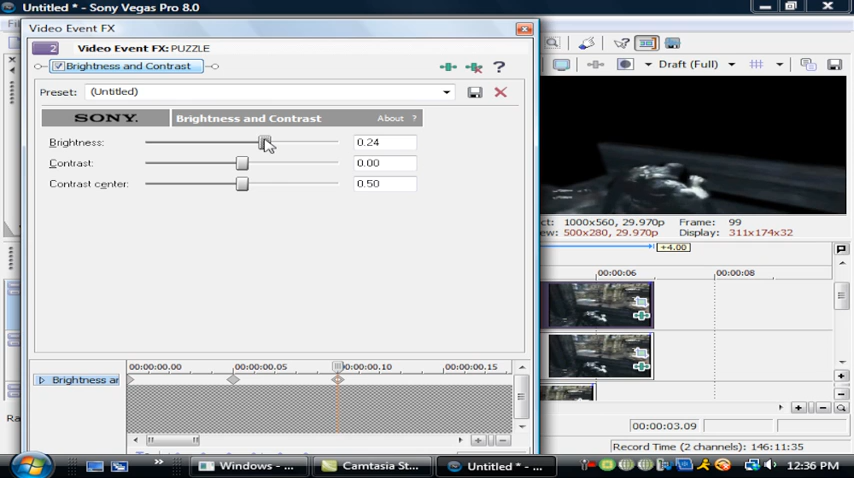 Untitled * - Sony Vegas Pro 8.0
Video Event FX
2
Video Event FX: PUZZLE
Brightness and Contrast
?
Preset:
(Untitled)
Draft (Full)
SONY.
Brightness and Contrast
About ?
Brightness:
0.24
Contrast:
0.00
Contrast center:
0.50
1000x560, 29.970p
Frame: 99
500x280, 29.970p
Display: 311x174x32
+4.00
00:00:06
00:00:08
00:00:00.00
00:00:00.05
00:00:00.10
00:00:00.15
Brightness ar
00:00:03.09
Record Time (2 channels): 146:11:35
Windows - ...
Camtasia St...
Untitled * - ...
12:36 PM